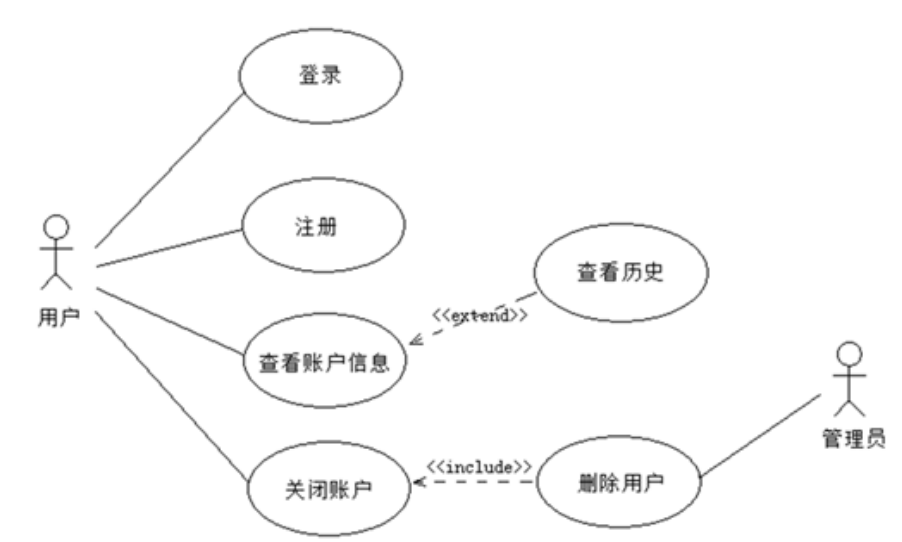 登录
注册
用户
查看历史
<<extend>>
查看账户信息
管理员
<<include>>
关闭账户
删除用户